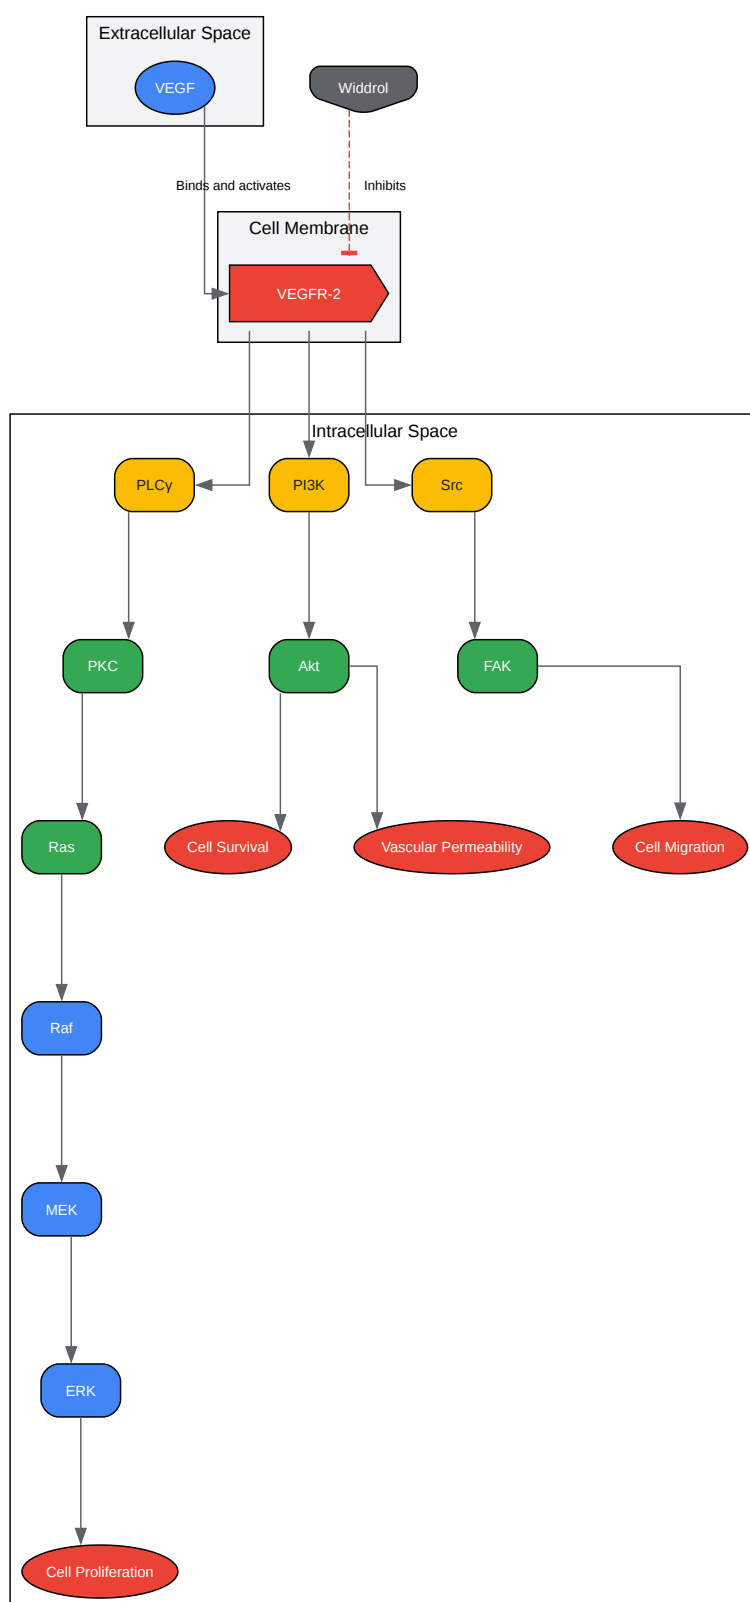 Extracellular Space
VEGF
Widdrol
Binds and activates
Inhibits
Cell Membrane
VEGFR-2
Intracellular Space
PLCγ
PI3K
Src
PKC
Akt
FAK
Ras
Cell Survival
Vascular Permeability
Cell Migration
Raf
MEK
ERK
Cell Proliferation